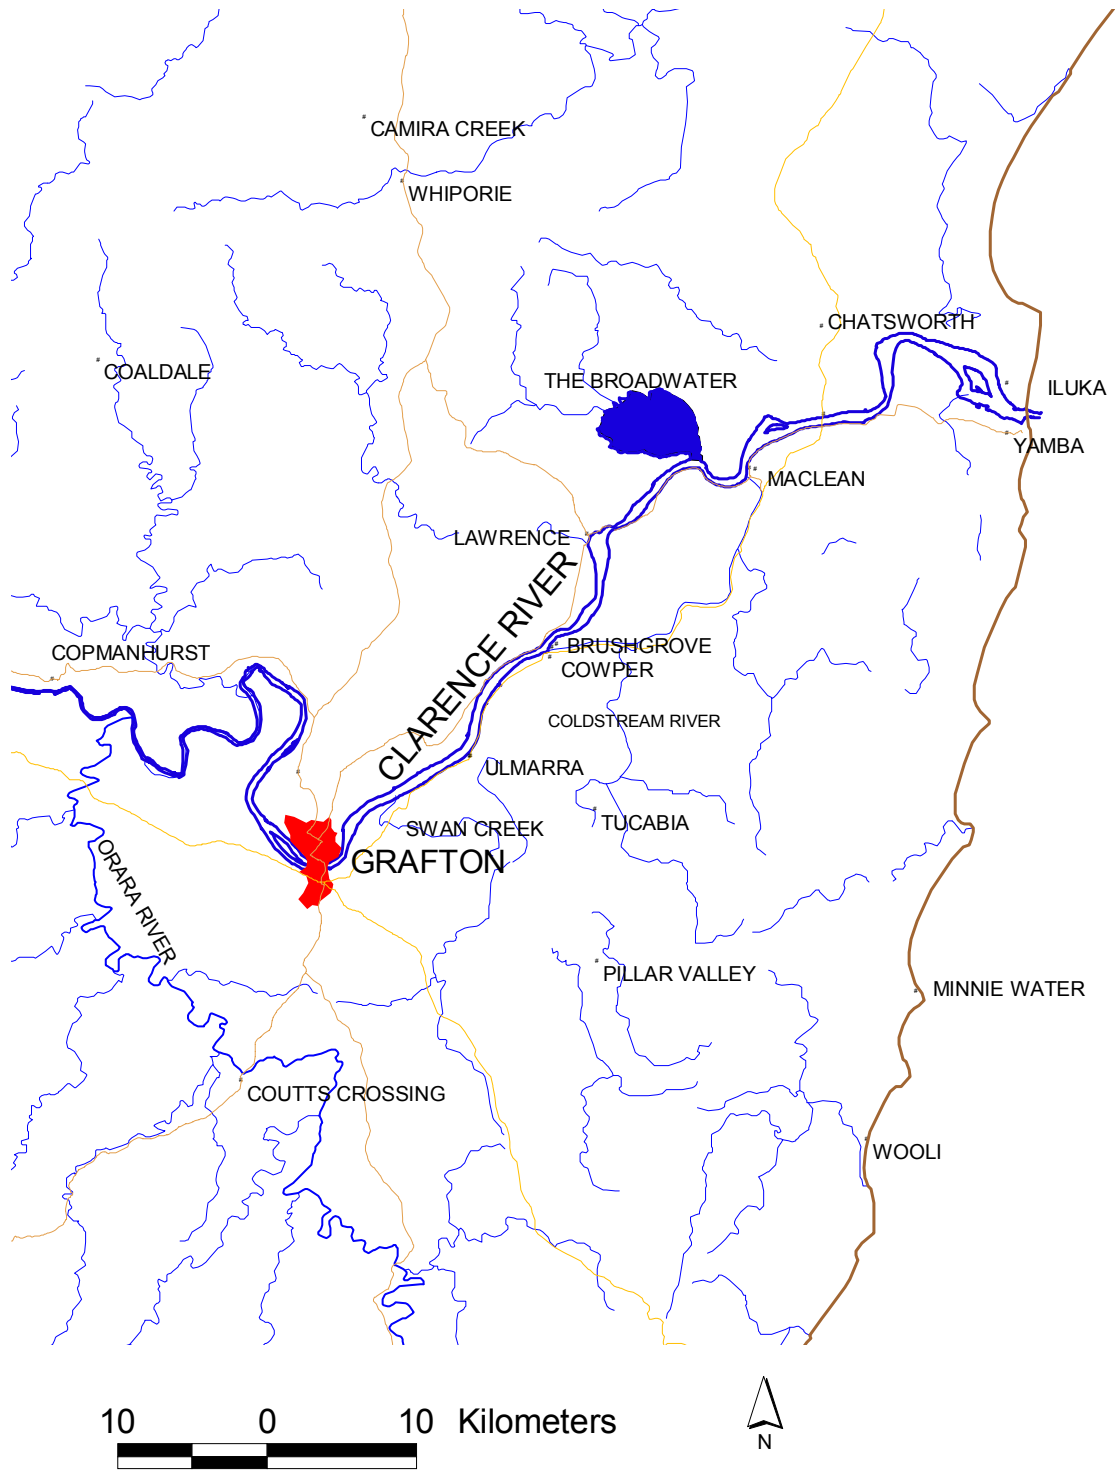 CAMIRA CREEK
WHIPORIE
CHATSWORTH
COALDALE
THE BROADWATER
ILUKA
YAMBA
MACLEAN
LAWRENCE
CLARENCE RIVER
BRUSHGROVE
COPMANHURST
COWPER
COLDSTREAM RIVER
ULMARRA
TUCABIA
SWAN CREEK
GRAFTON
ORARA RIVER
PILLAR VALLEY
MINNIE WATER
COUTTS CROSSING
WOOLI
10 0 10 Kilometers
N